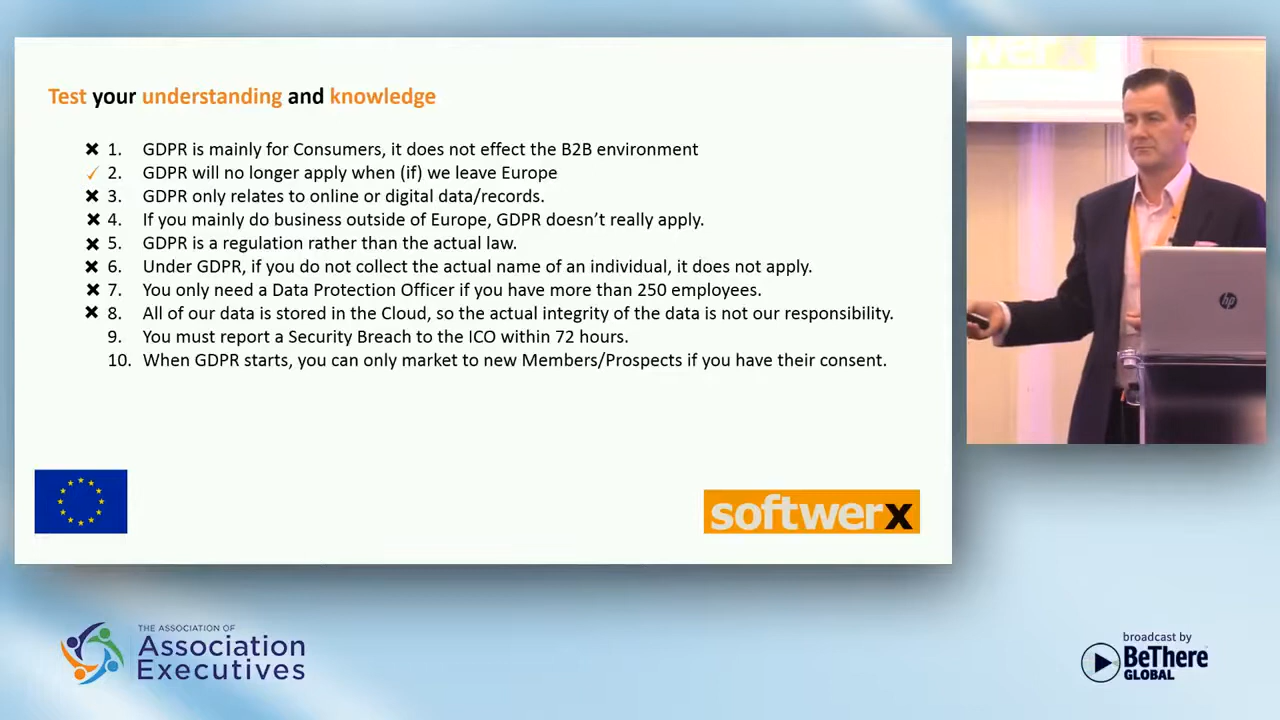 Test your understanding and knowledge
✖ 1. GDPR is mainly for Consumers, it does not effect the B2B environment
✓ 2. GDPR will no longer apply when (if) we leave Europe
✖ 3. GDPR only relates to online or digital data/records.
✖ 4. If you mainly do business outside of Europe, GDPR doesn't really apply.
✖ 5. GDPR is a regulation rather than the actual law.
✖ 6. Under GDPR, if you do not collect the actual name of an individual, it does not apply.
✖ 7. You only need a Data Protection Officer if you have more than 250 employees.
✖ 8. All of our data is stored in the Cloud, so the actual integrity of the data is not our responsibility.
9. You must report a Security Breach to the ICO within 72 hours.
10. When GDPR starts, you can only market to new Members/Prospects if you have their consent.
softwerx
werx
hp
THE ASSOCIATION OF
Association
Executives
broadcast by
BeThere
GLOBAL